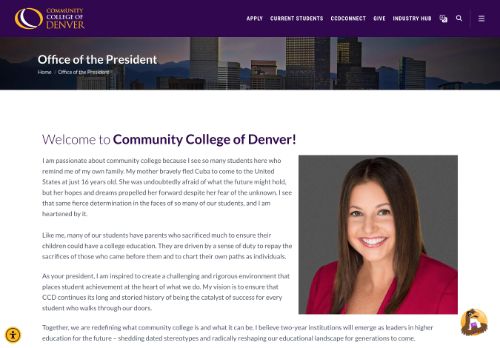 COMMUNITY
COLLEGE OF
DENVER
APPLY CURRENT STUDENTS CCDCONNECT GIVE INDUSTRY HUB
Office of the President
Home / Office of the President
Welcome to Community College of Denver!
I am passionate about community college because I see so many students here who
remind me of my own family. My mother bravely fled Cuba to come to the United
States at just 16 years old. She was undoubtedly afraid of what the future might hold,
but her hopes and dreams propelled her forward despite her fear of the unknown. I see
that same fierce determination in the faces of so many of our students, and I am
heartened by it.
Like me, many of our students have parents who sacrificed much to ensure their
children could have a college education. They are driven by a sense of duty to repay the
sacrifices of those who came before them and to chart their own paths as individuals.
As your president, I am inspired to create a challenging and rigorous environment that
places student achievement at the heart of what we do. My vision is to ensure that
CCD continues its long and storied history of being the catalyst of success for every
student who walks through our doors.
Together, we are redefining what community college is and what it can be. I believe two-year institutions will emerge as leaders in higher
education for the future – shedding dated stereotypes and radically reshaping our educational landscape for generations to come.